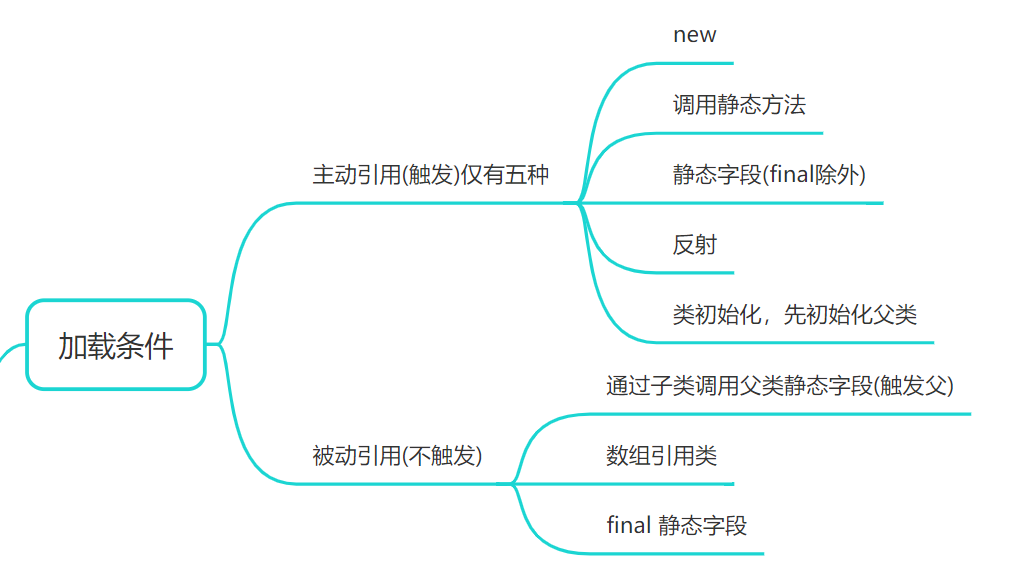 new
调用静态方法
主动引用(触发)仅有五种
静态字段(final除外)
反射
类初始化，先初始化父类
加载条件
通过子类调用父类静态字段(触发父)
被动引用(不触发)
数组引用类
final 静态字段